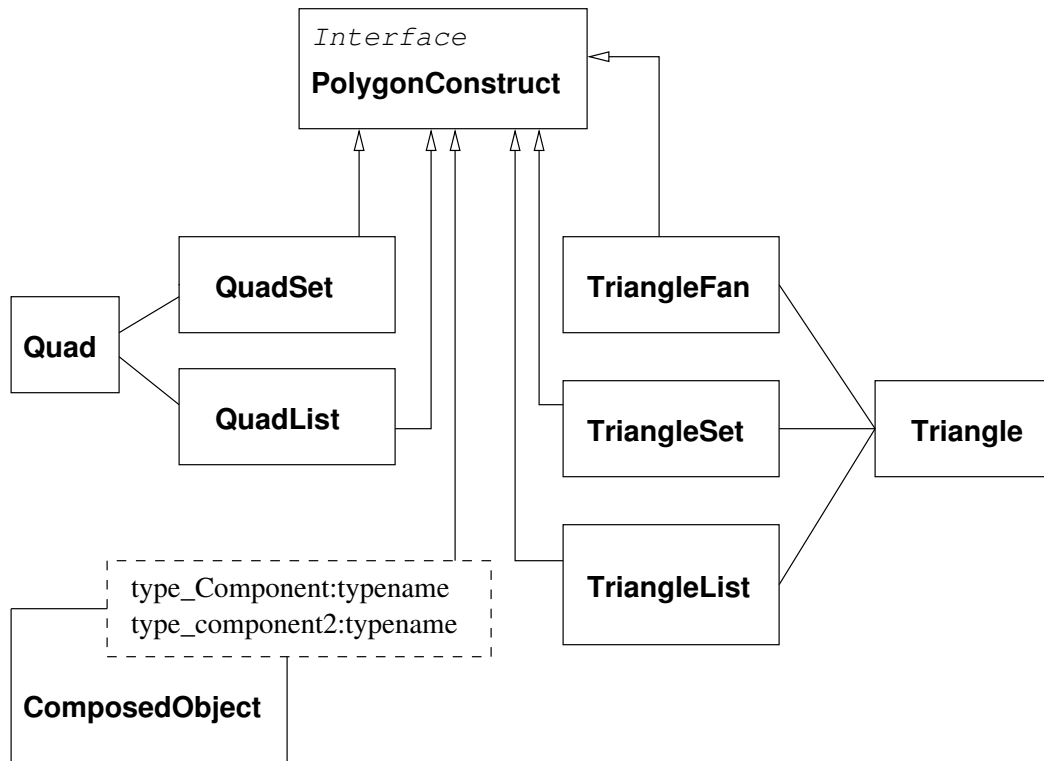 Interface
PolygonConstruct
QuadSet
TriangleFan
Quad
QuadList
TriangleSet
Triangle
type_Component:typename
type_component2:typename
TriangleList
ComposedObject